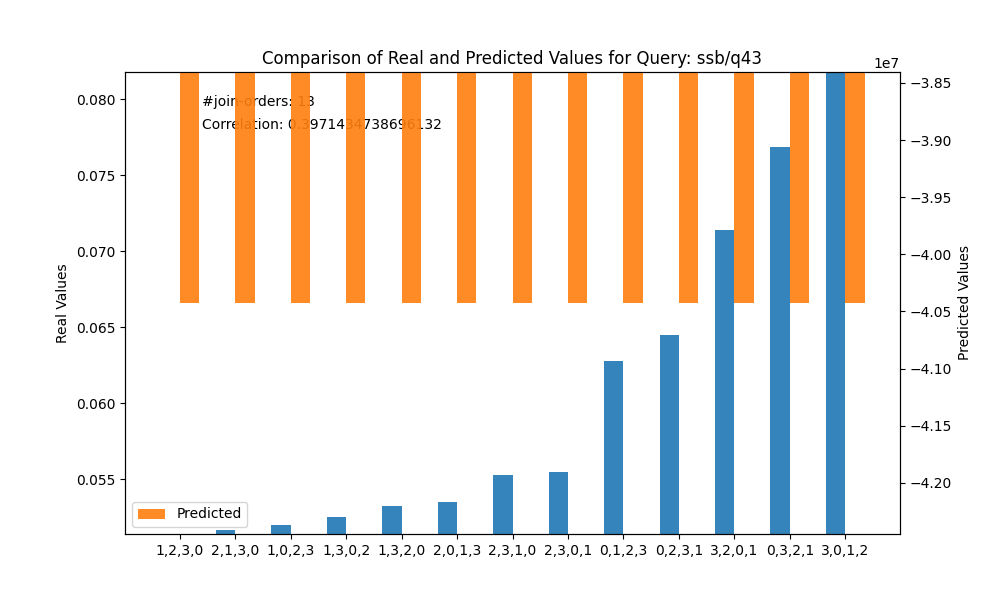 Comparison of Real and Predicted Values for Query: ssb/q43
1e7
#join-orders: 13
Correlation: 0.3971484738696132
0.080
0.075
0.070
0.065
0.060
0.055
Real Values
−3.85
−3.90
−3.95
−4.00
−4.05
−4.10
−4.15
−4.20
Predicted Values
Predicted
1,2,3,0 2,1,3,0 1,0,2,3 1,3,0,2 1,3,2,0 2,0,1,3 2,3,1,0 2,3,0,1 0,1,2,3 0,2,3,1 3,2,0,1 0,3,2,1 3,0,1,2